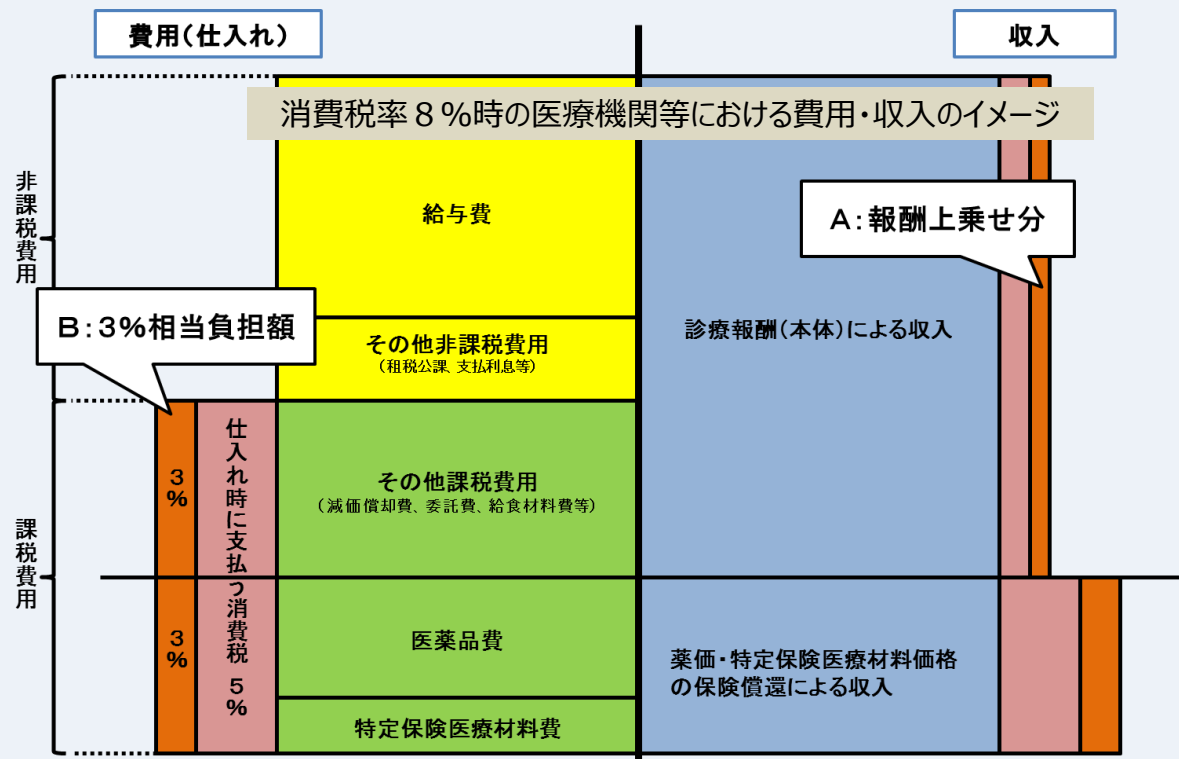 費用(仕入れ)
収入
消費税率８%時の医療機関等における費用・収入のイメージ
非課税費用
給与費
A:報酬上乗せ分
B:3%相当負担額
その他非課税費用
(租税公課、支払利息等)
診療報酬(本体)による収入
課税費用
3%
仕入れ時に支払う消費税 5%
その他課税費用
(減価償却費、委託費、給食材料費等)
3%
医薬品費
薬価・特定保険医療材料価格
の保険償還による収入
特定保険医療材料費